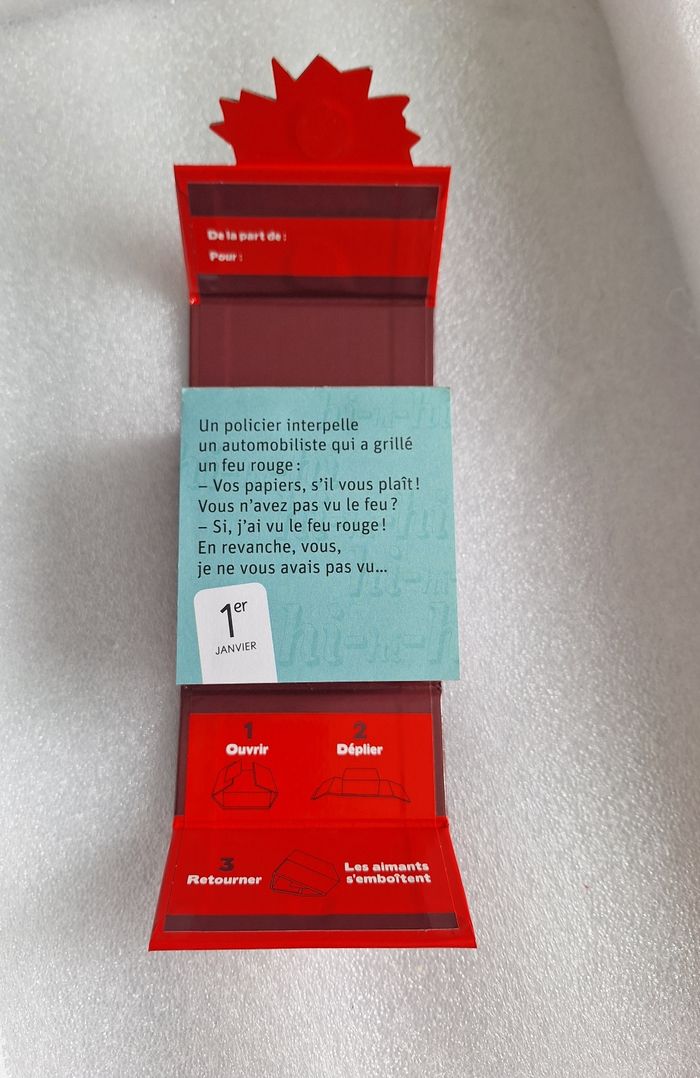 De la part de :
Pour :
Un policier interpelle
un automobiliste qui a grillé
un feu rouge :
– Vos papiers, s'il vous plaît !
Vous n'avez pas vu le feu ?
– Si, j'ai vu le feu rouge !
En revanche, vous,
je ne vous avais pas vu...
1er
JANVIER
1
Ouvrir
2
Déplier
3
Retourner
Les aimants
s'emboîtent